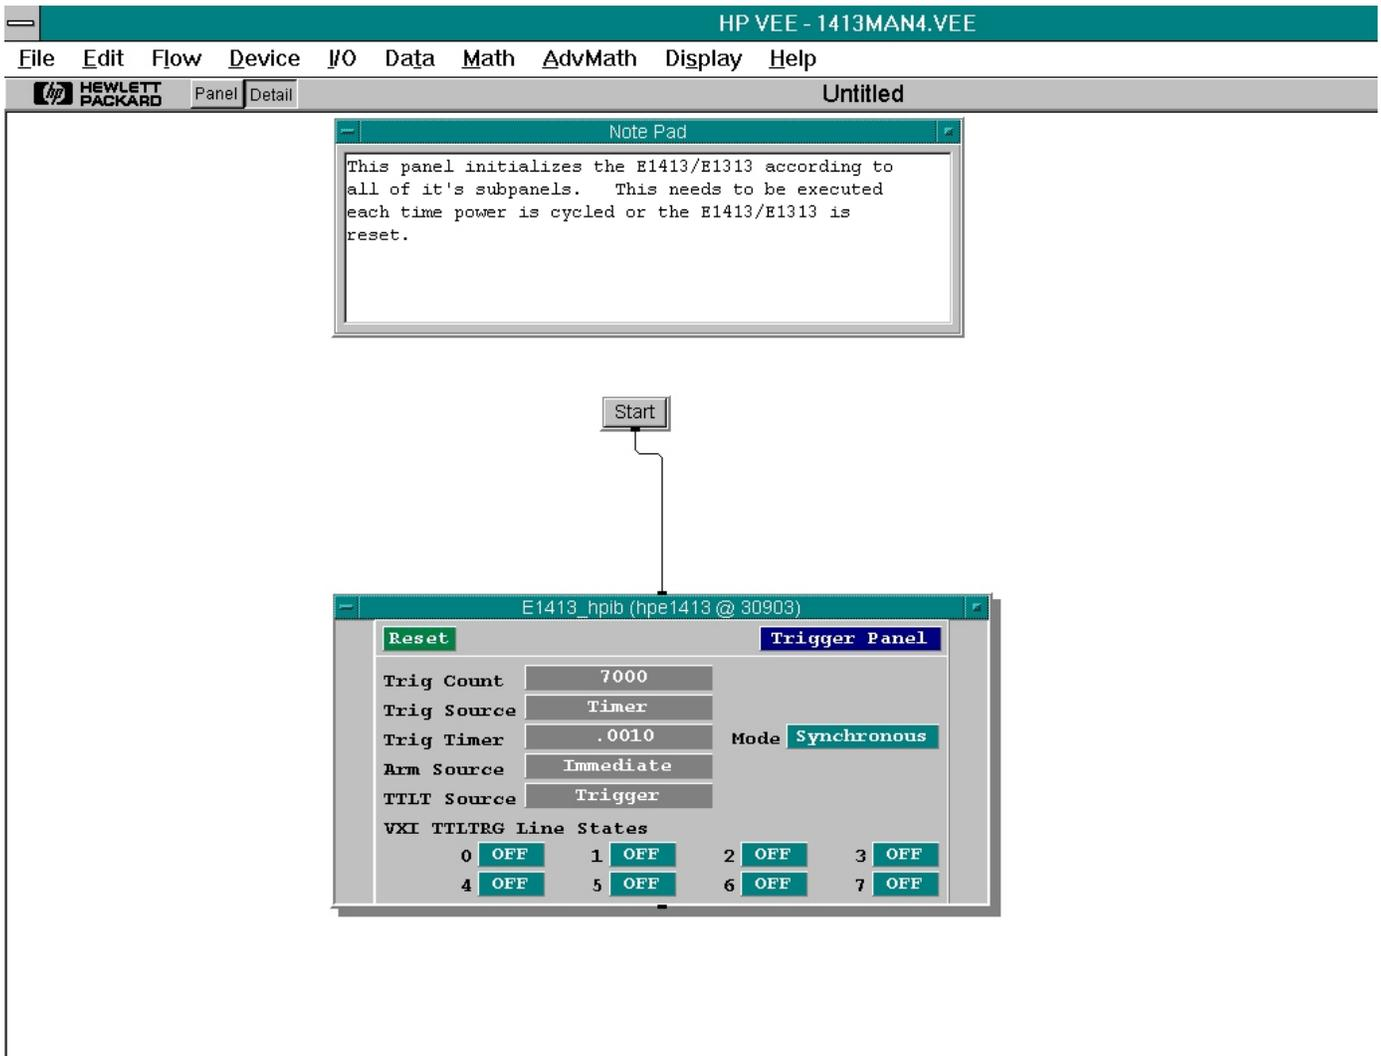 HP VEE - 1413MAN4.VEE
File Edit Flow Device I/O Data Math AdvMath Display Help
hp HEWLETT PACKARD Panel Detail Untitled
Note Pad
This panel initializes the E1413/E1313 according to
all of it's subpanels. This needs to be executed
each time power is cycled or the E1413/E1313 is
reset.
Start
E1413_hpib (hpe1413 @ 30903)
Reset Trigger Panel
Trig Count 7000
Trig Source Timer
Trig Timer .0010 Mode Synchronous
Arm Source Immediate
TTLT Source Trigger
VXI TTLTRG Line States
0 OFF 1 OFF 2 OFF 3 OFF
4 OFF 5 OFF 6 OFF 7 OFF